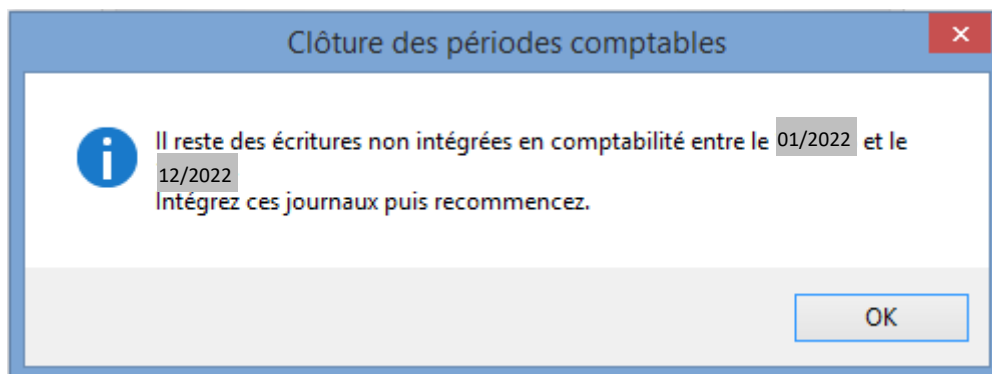 Clôture des périodes comptables
Il reste des écritures non intégrées en comptabilité entre le 01/2022 et le
12/2022
Intégrez ces journaux puis recommencez.
OK